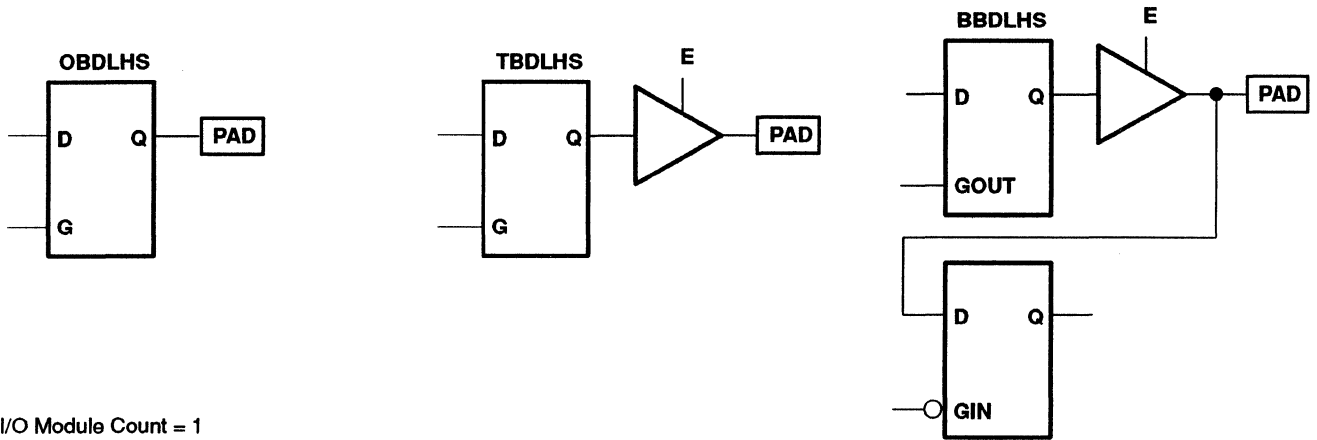 OBDLHS
D Q
PAD
G
TBDLHS
E
D Q
PAD
G
BBDLHS
E
D Q
PAD
GOUT
D Q
GIN
I/O Module Count = 1